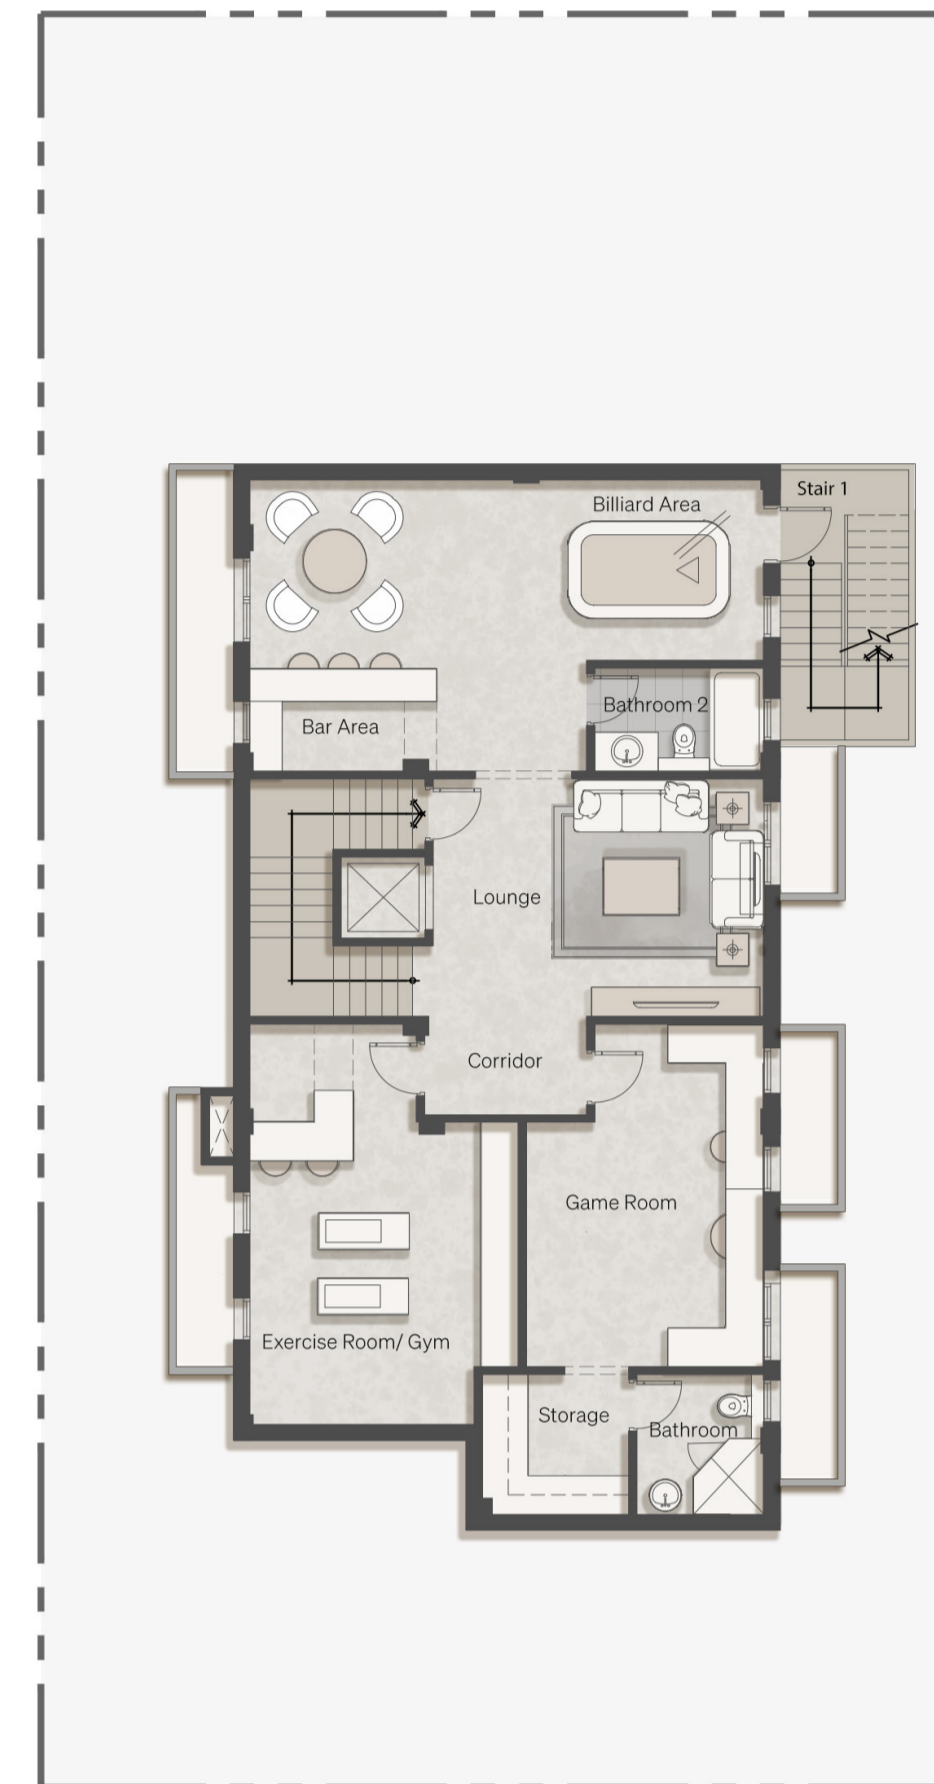 Stair 1
Billiard Area
Bathroom 2
Bar Area
Lounge
Corridor
Game Room
Exercise Room/ Gym
Storage
Bathroom